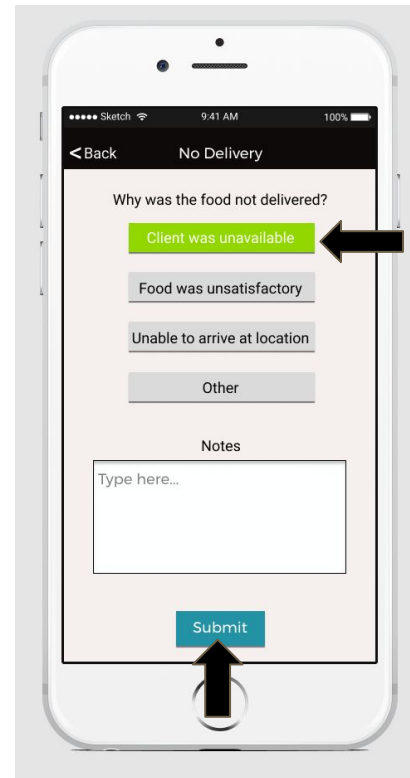 Sketch 9:41 AM 100%
< Back No Delivery
Why was the food not delivered?
Client was unavailable
Food was unsatisfactory
Unable to arrive at location
Other
Notes
Type here...
Submit